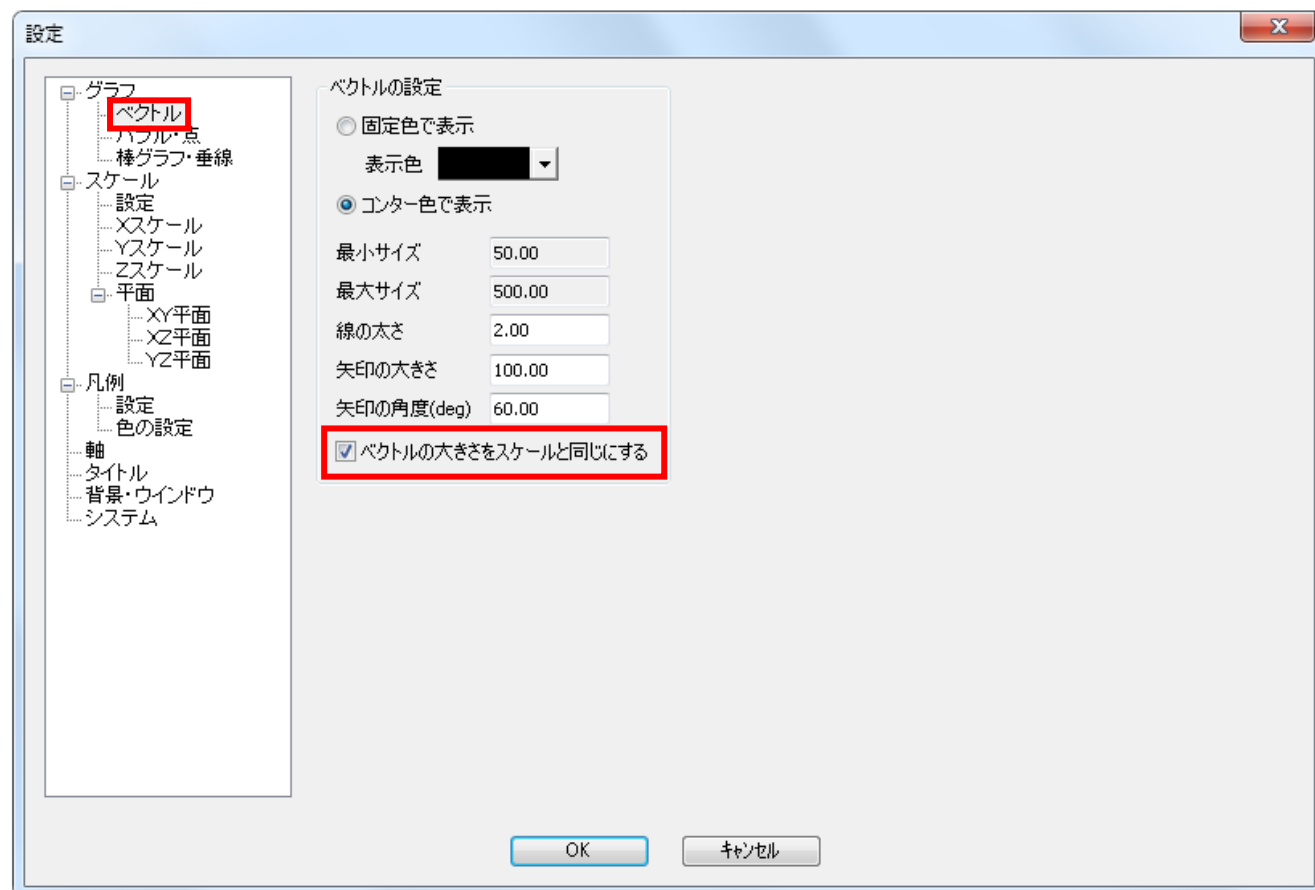 設定
グラフ
ベクトル
バブル・点
棒グラフ・垂線
スケール
設定
Xスケール
Yスケール
Zスケール
平面
XY平面
XZ平面
YZ平面
凡例
設定
色の設定
軸
タイトル
背景・ウインドウ
システム
ベクトルの設定
固定色で表示
表示色
コンター色で表示
最小サイズ 50.00
最大サイズ 500.00
線の太さ 2.00
矢印の大きさ 100.00
矢印の角度(deg) 60.00
ベクトルの大きさをスケールと同じにする
OK キャンセル